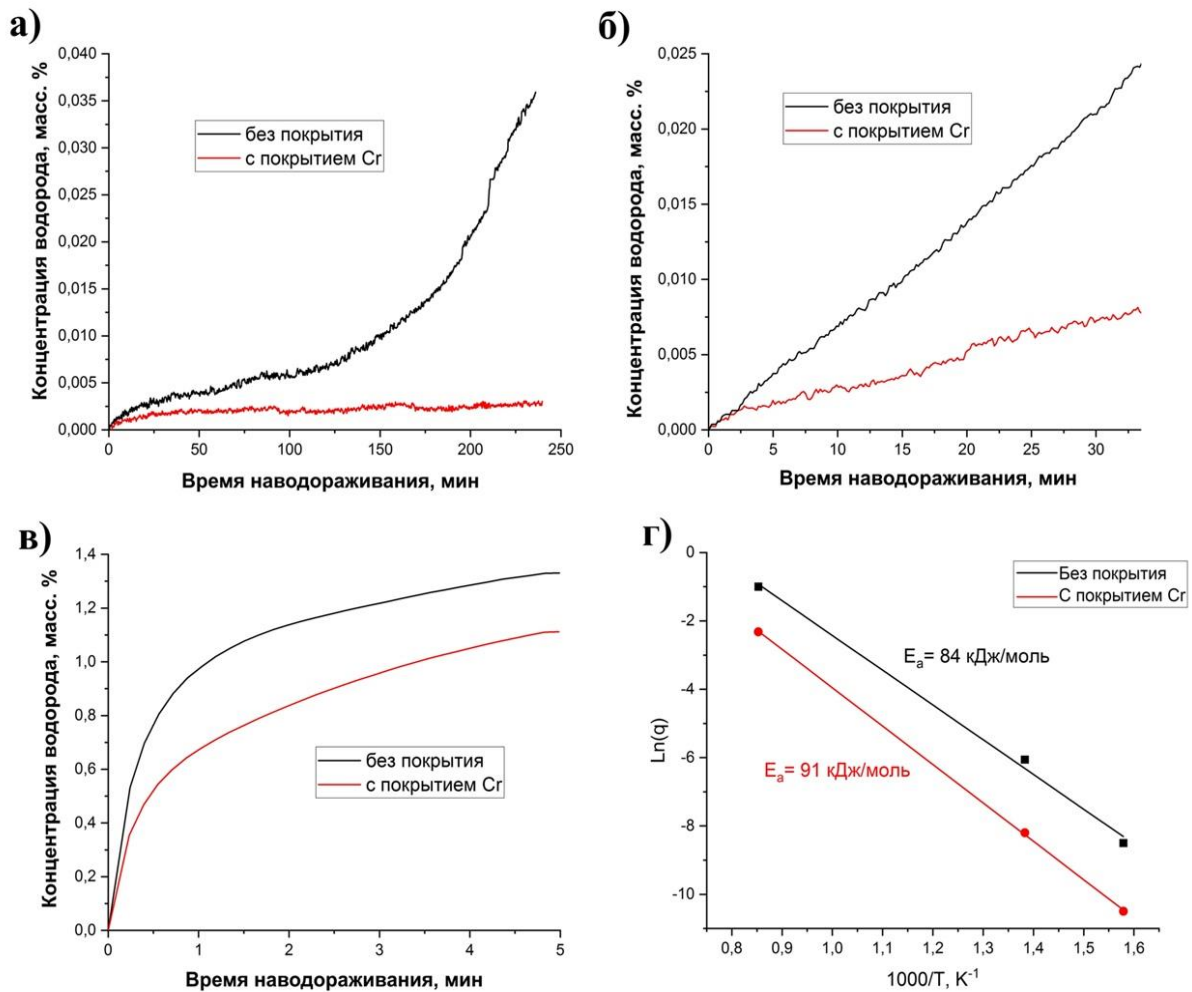 а)
Концентрация водорода, масс. %
0,040
0,035
0,030
0,025
0,020
0,015
0,010
0,005
0,000
без покрытия
с покрытием Cr
0 50 100 150 200 250
Время наводораживания, мин
б)
Концентрация водорода, масс. %
0,025
0,020
0,015
0,010
0,005
0,000
без покрытия
с покрытием Cr
0 5 10 15 20 25 30
Время наводораживания, мин
в)
Концентрация водорода, масс. %
1,4
1,2
1,0
0,8
0,6
0,4
0,2
0,0
без покрытия
с покрытием Cr
0 1 2 3 4 5
Время наводораживания, мин
г)
Ln(q)
0
-2
-4
-6
-8
-10
Без покрытия
С покрытием Cr
Eₐ= 84 кДж/моль
Eₐ= 91 кДж/моль
0,8 0,9 1,0 1,1 1,2 1,3 1,4 1,5 1,6
1000/T, K⁻¹